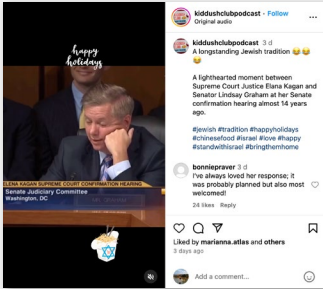 happy
holidays
ELENA KAGAN SUPREME COURT CONFIRMATION HEARING
Senate Judiciary Committee
Washington, DC
kiddushclubpodcast • Follow
Original audio
kiddushclubpodcast 3 d
A longstanding Jewish tradition 😂 😂
😂
A lighthearted moment between
Supreme Court Justice Elana Kagan and
Senator Lindsay Graham at her Senate
confirmation hearing almost 14 years
ago.
#jewish #tradition #happyholidays
#chinesefood #israel #love #happy
#standwithisrael #bringthemhome
bonniepraver 3 d
I've always loved her response; it
was probably planned but also most
welcomed!
24 likes Reply
Liked by marianna.atlas and others
3 days ago
Add a comment...